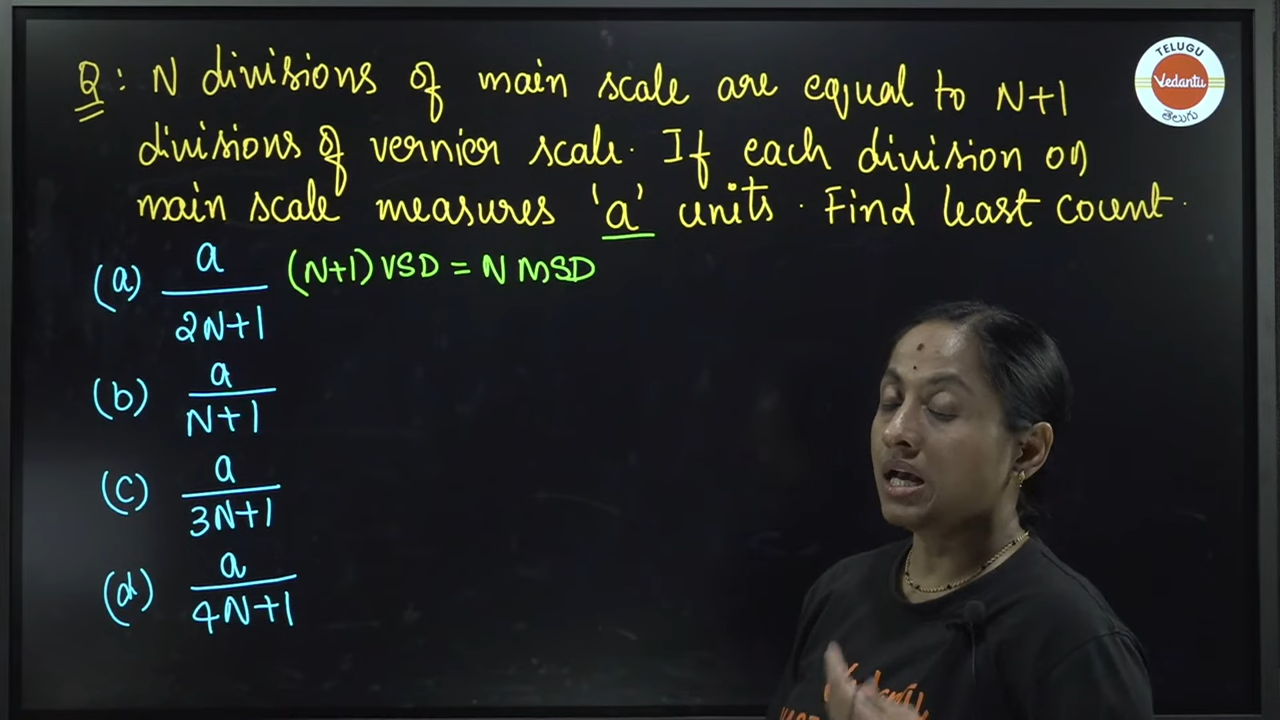 Q: N divisions of main scale are equal to N+1
divisions of vernier scale. If each division on
main scale measures 'a' units. Find least count.
(a) a/2N+1 (N+1) VSD = N MSD
(b) a/N+1
(c) a/3N+1
(d) a/4N+1
TELUGU
Vedantu
తెలుగు